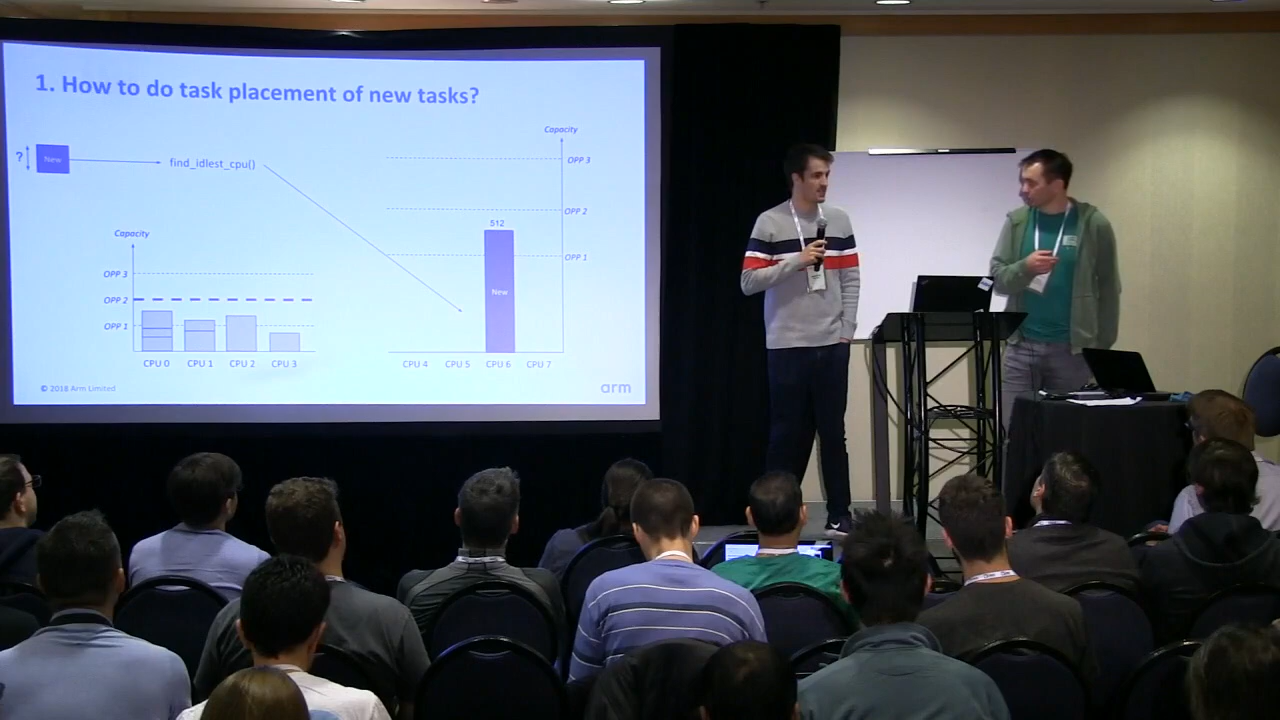 1. How to do task placement of new tasks?
?
New
find_idlest_cpu()
Capacity
OPP 3
OPP 2
OPP 1
CPU 0
CPU 1
CPU 2
CPU 3
Capacity
OPP 3
OPP 2
OPP 1
512
New
CPU 4
CPU 5
CPU 6
CPU 7
© 2018 Arm Limited
arm